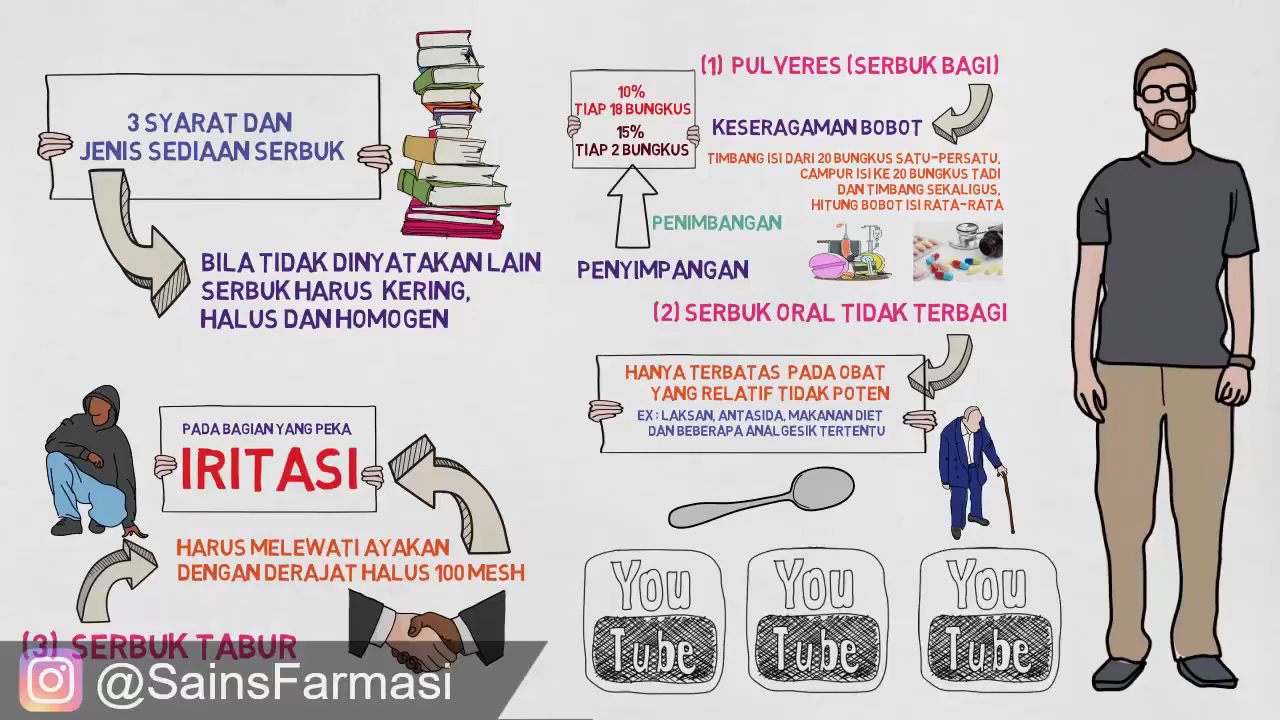 3 SYARAT DAN
JENIS SEDIAAN SERBUK
BILA TIDAK DINYATAKAN LAIN
SERBUK HARUS KERING,
HALUS DAN HOMOGEN
(1) PULVERES (SERBUK BAGI)
KESERAGAMAN BOBOT
TIMBANG ISI DARI 20 BUNGKUS SATU-PERSATU,
CAMPUR ISI KE 20 BUNGKUS TADI
DAN TIMBANG SEKALIGUS,
HITUNG BOBOT ISI RATA-RATA
PENIMBANGAN
PENYIMPANGAN
10%
TIAP 18 BUNGKUS
15%
TIAP 2 BUNGKUS
(2) SERBUK ORAL TIDAK TERBAGI
HANYA TERBATAS PADA OBAT
YANG RELATIF TIDAK POTEN
EX : LAKSAN, ANTASIDA, MAKANAN DIET
DAN BEBERAPA ANALGESIK TERTENTU
You
Tube
You
Tube
You
Tube
(3) SERBUK TABUR
HARUS MELEWATI AYAKAN
DENGAN DERAJAT HALUS 100 MESH
PADA BAGIAN YANG PEKA
IRITASI
@SainsFarmasi